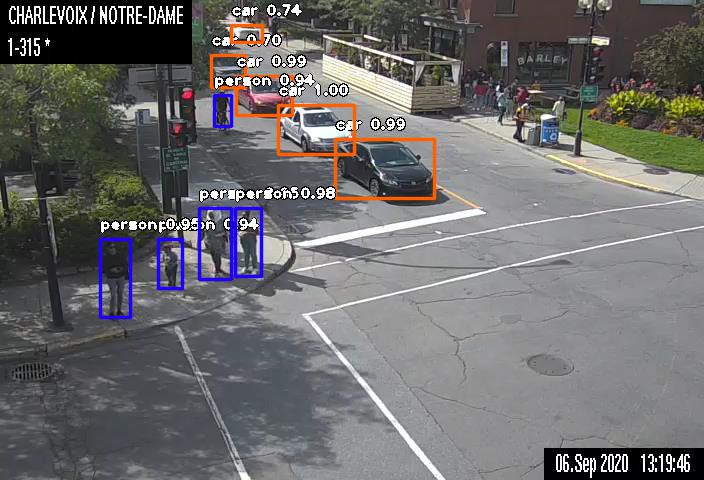 CHARLEVOIX / NOTRE-DAME
1-315 *
car 0.74
car 0.70
car 0.99
person 0.94
car 1.00
car 0.99
BARLEY
person 0.98
person 0.95
person 0.94
06.Sep 2020 13:19:46